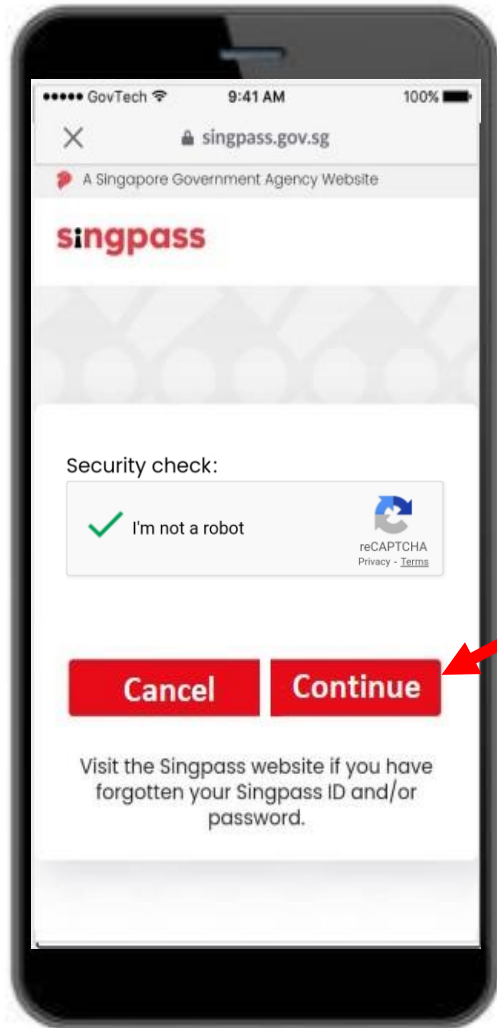 GovTech 9:41 AM 100%
singpass.gov.sg
A Singapore Government Agency Website
singpass
Security check:
I'm not a robot
reCAPTCHA
Privacy - Terms
Cancel Continue
Visit the Singpass website if you have
forgotten your Singpass ID and/or
password.